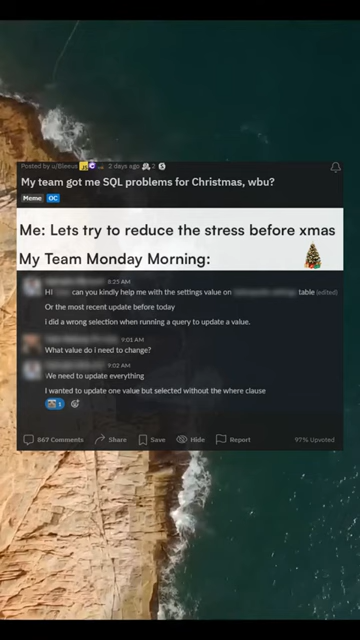 Posted by u/Bleeus 2 days ago 2 S
My team got me SQL problems for Christmas, wbu?
Meme OC
Me: Lets try to reduce the stress before xmas
My Team Monday Morning:
8:25 AM
Hi can you kindly help me with the settings value on table (edited)
Or the most recent update before today
i did a wrong selection when running a query to update a value.
9:01 AM
What value do i need to change?
9:02 AM
We need to update everything
I wanted to update one value but selected without the where clause
1
867 Comments Share Save Hide Report 97% Upvoted